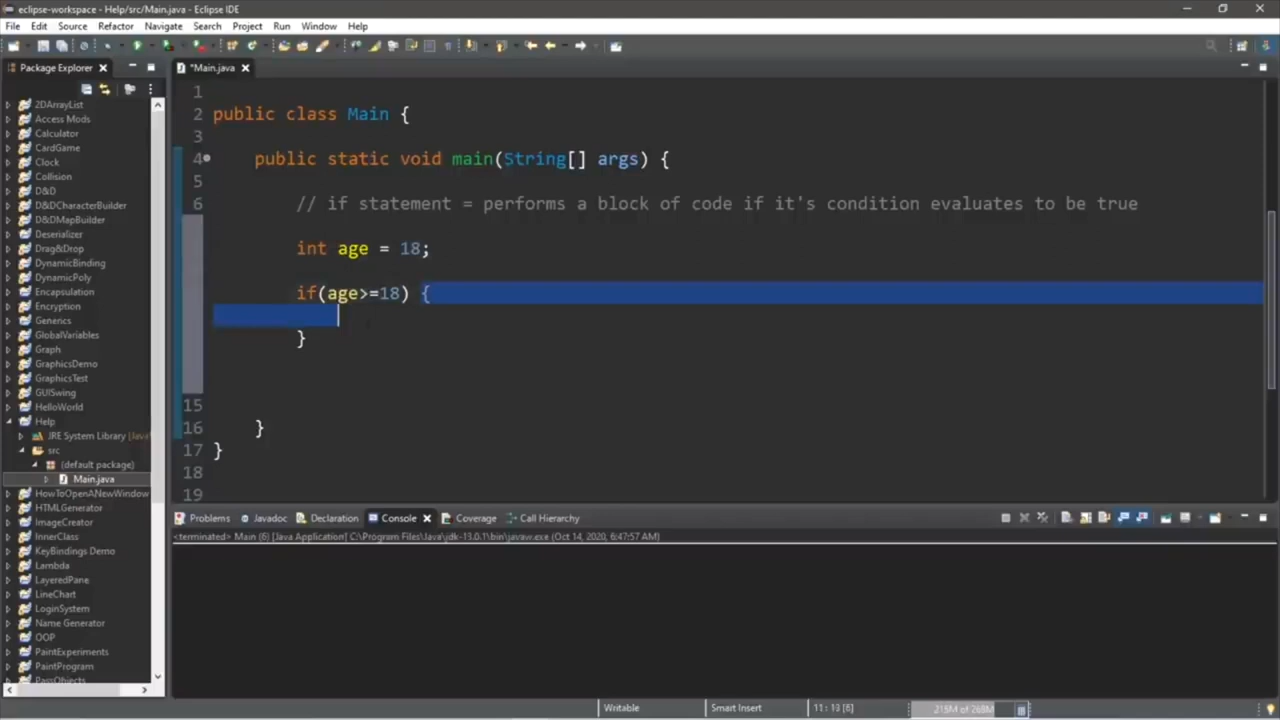 eclipse-workspace - Help/src/Main.java - Eclipse IDE
File Edit Source Refactor Navigate Search Project Run Window Help
Package Explorer
*Main.java
2DArrayList
Access Mods
Calculator
CardGame
Clock
Collision
D&D
D&DCharacterBuilder
D&DMapBuilder
Deserializer
Drag&Drop
DynamicBinding
DynamicPoly
Encapsulation
Encryption
Generics
GlobalVariables
Graph
GraphicsDemo
GraphicsTest
GUISwing
HelloWorld
Help
JRE System Library [Java
src
(default package)
Main.java
HowToOpenANewWindow
HTMLGenerator
ImageCreator
InnerClass
KeyBindings Demo
Lambda
LayeredPane
LineChart
LoginSystem
Name Generator
OOP
PaintExperiments
PaintProgram
PassObjects
1
2 public class Main {
3
4 public static void main(String[] args) {
5
6 // if statement = performs a block of code if it's condition evaluates to be true
int age = 18;
if(age>=18) {
}
15
16 }
17 }
18
19
Problems Javadoc Declaration Console Coverage Call Hierarchy
<terminated> Main (6) [Java Application] C:\Program Files\Java\jdk-13.0.1\bin\javaw.exe (Oct 14, 2020, 6:47:57 AM)
Writable Smart Insert 11 : 13 [6] 218M of 268M